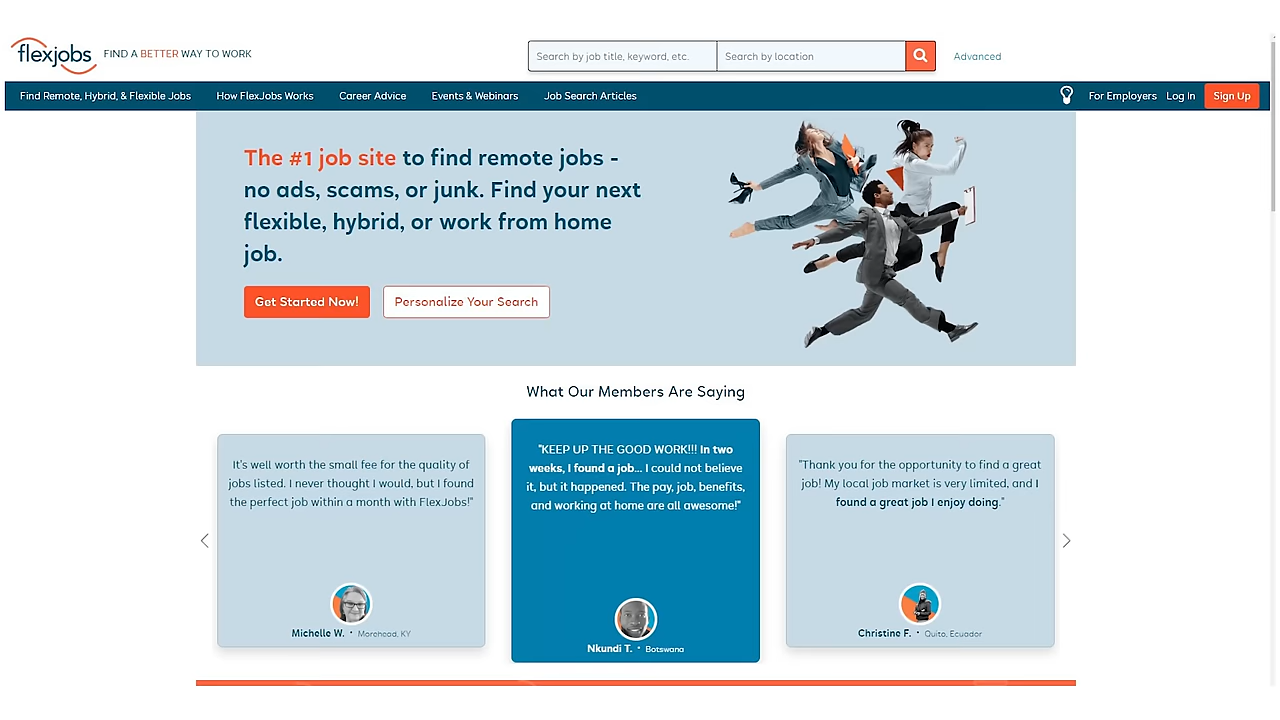 flexjobs FIND A BETTER WAY TO WORK
Search by job title, keyword, etc. Search by location Advanced
Find Remote, Hybrid, & Flexible Jobs How FlexJobs Works Career Advice Events & Webinars Job Search Articles For Employers Log In Sign Up
The #1 job site to find remote jobs -
no ads, scams, or junk. Find your next
flexible, hybrid, or work from home
job.
Get Started Now! Personalize Your Search
What Our Members Are Saying
It's well worth the small fee for the quality of
jobs listed. I never thought I would, but I found
the perfect job within a month with FlexJobs!"
Michelle W. • Morehead, KY
"KEEP UP THE GOOD WORK!!! In two
weeks, I found a job... I could not believe
it, but it happened. The pay, job, benefits,
and working at home are all awesome!"
Nkundi T. • Botswana
"Thank you for the opportunity to find a great
job! My local job market is very limited, and I
found a great job I enjoy doing."
Christine F. • Quito, Ecuador